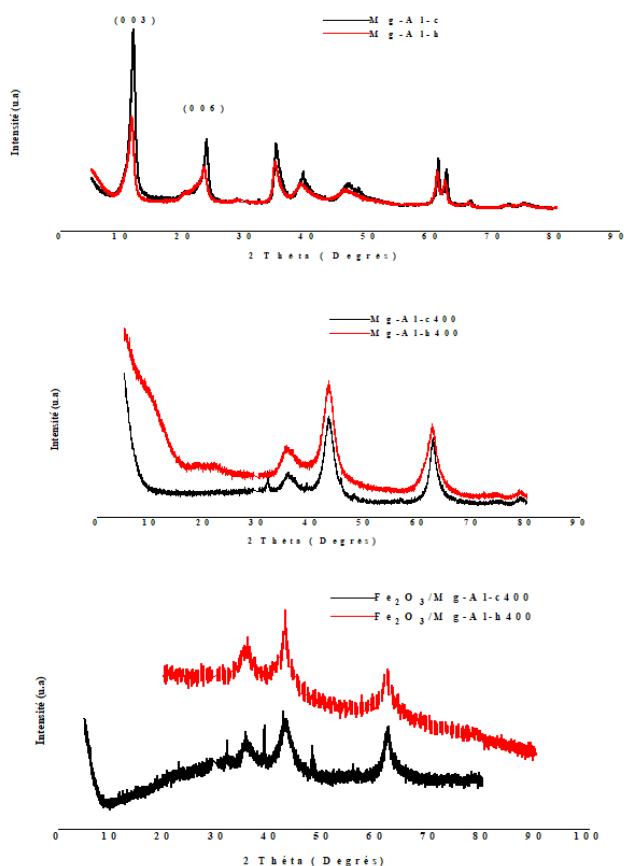 (003)
Mg-Al-c
Mg-Al-h
(006)
Intensité (u.a)
0 10 20 30 40 50 60 70 80 90
2 Théta (Degrés)
Mg-Al-c400
Mg-Al-h400
Intensité (u.a)
0 10 20 30 40 50 60 70 80 90
2 Théta (Degrés)
Fe2O3/Mg-Al-c400
Fe2O3/Mg-Al-h400
Intensité (u.a)
0 10 20 30 40 50 60 70 80 90 100
2 Théta (Degrés)